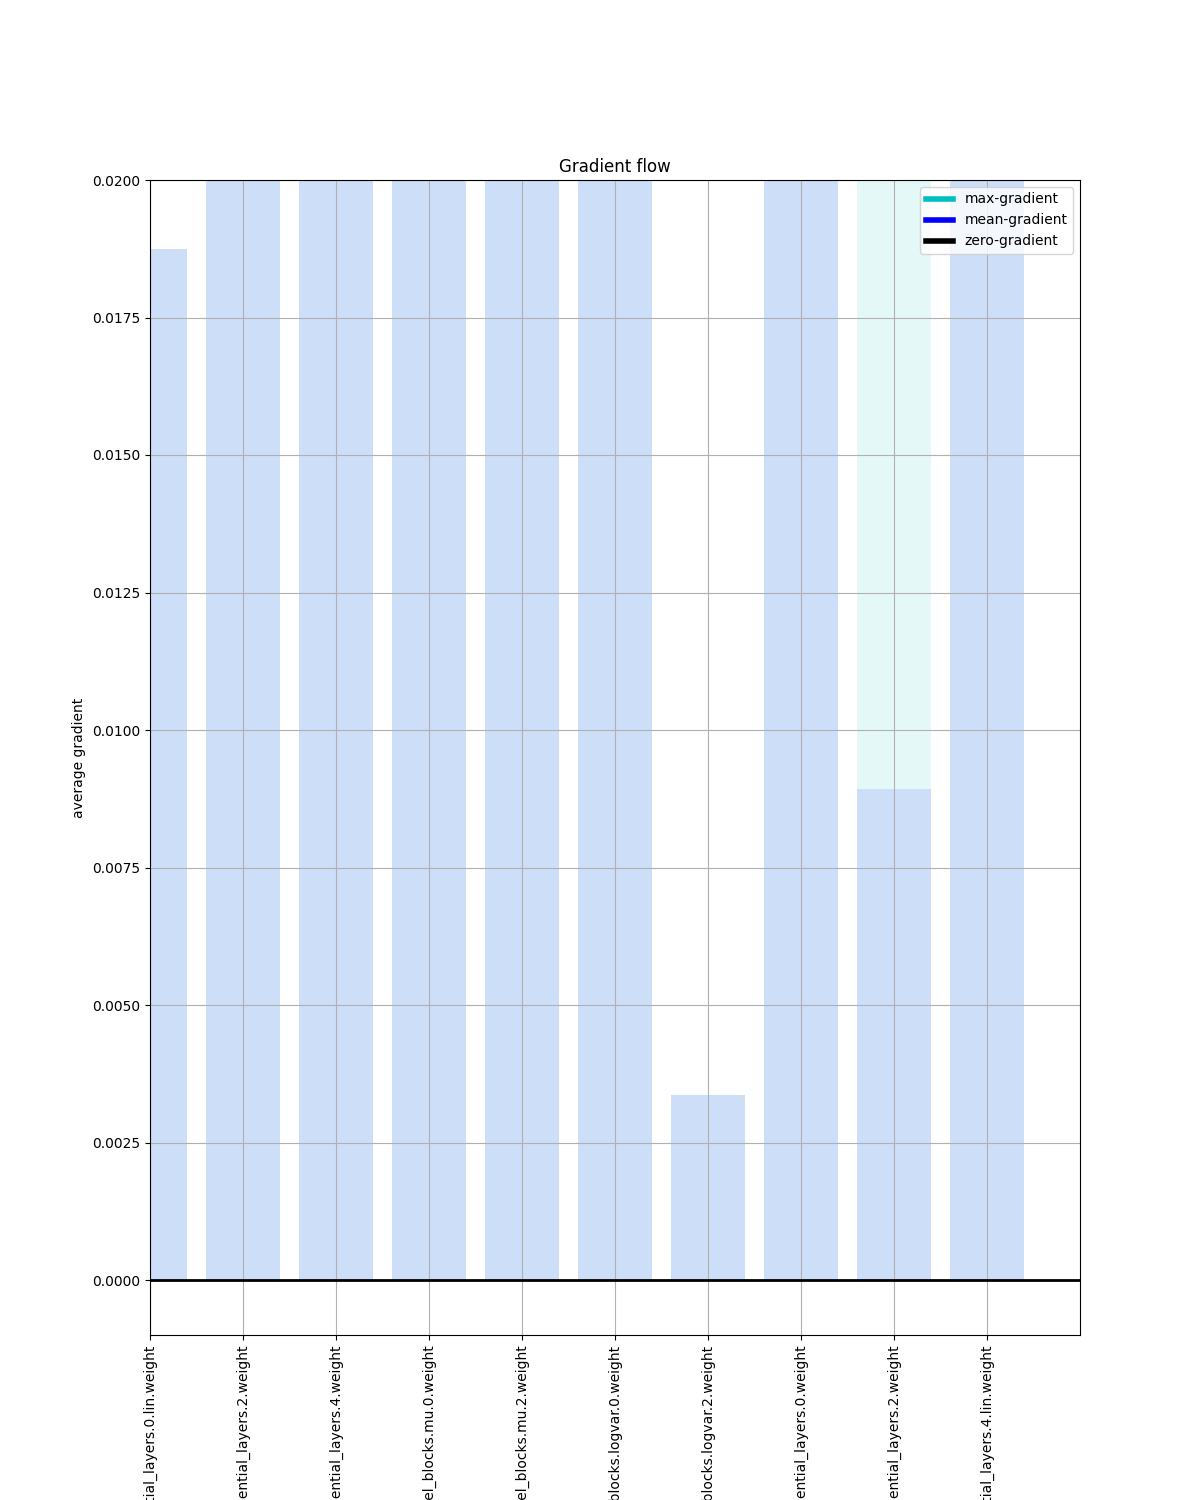 Gradient flow
max-gradient
mean-gradient
zero-gradient
0.0200
0.0175
0.0150
0.0125
0.0100
0.0075
0.0050
0.0025
0.0000
average gradient
tial_layers.0.lin.weight
ential_layers.2.weight
ential_layers.4.weight
el_blocks.mu.0.weight
el_blocks.mu.2.weight
blocks.logvar.0.weight
blocks.logvar.2.weight
ential_layers.0.weight
ential_layers.2.weight
tial_layers.4.lin.weight